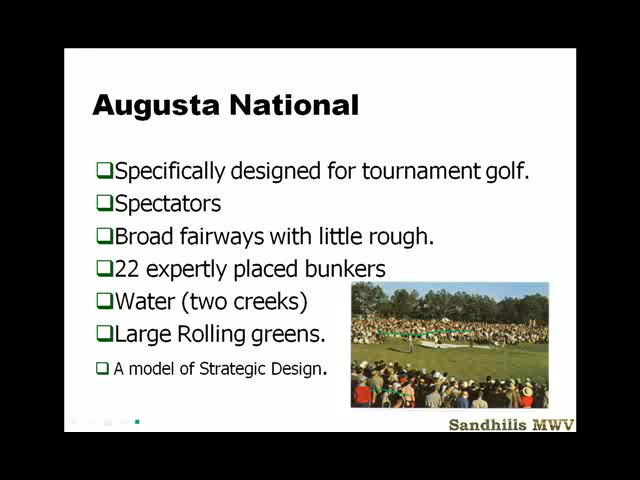 Augusta National
Specifically designed for tournament golf.
Spectators
Broad fairways with little rough.
22 expertly placed bunkers
Water (two creeks)
Large Rolling greens.
A model of Strategic Design.
Sandhills MWV